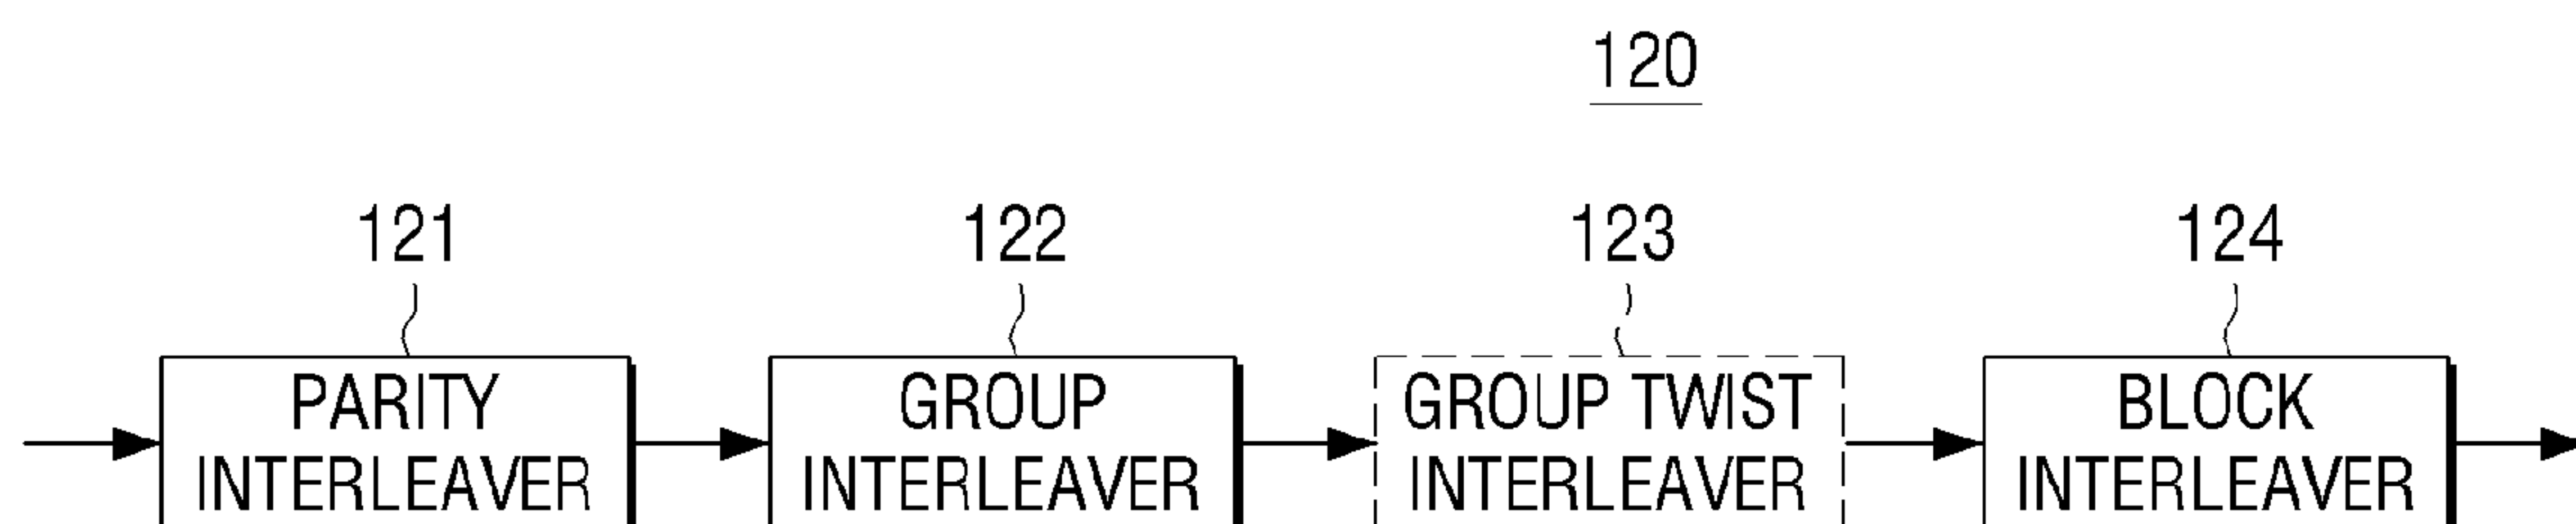 120
121
122
123
124
PARITY
INTERLEAVER
GROUP
INTERLEAVER
GROUP TWIST
INTERLEAVER
BLOCK
INTERLEAVER